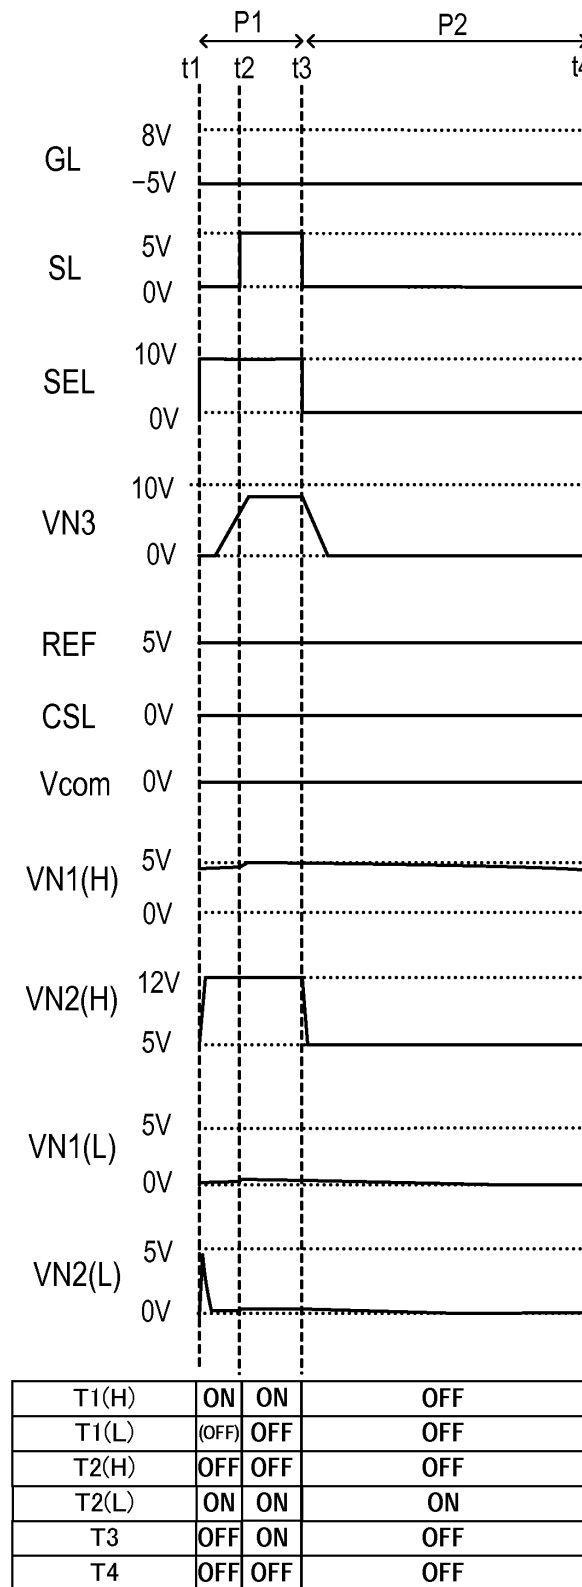 P1 P2
t1 t2 t3 t4
8V
GL
−5V
5V
SL
0V
10V
SEL
0V
10V
VN3
0V
REF 5V
CSL 0V
Vcom 0V
5V
VN1(H)
0V
12V
VN2(H)
5V
5V
VN1(L)
0V
5V
VN2(L)
0V
T1(H) ON ON OFF
T1(L) (OFF) OFF OFF
T2(H) OFF OFF OFF
T2(L) ON ON ON
T3 OFF ON OFF
T4 OFF OFF OFF